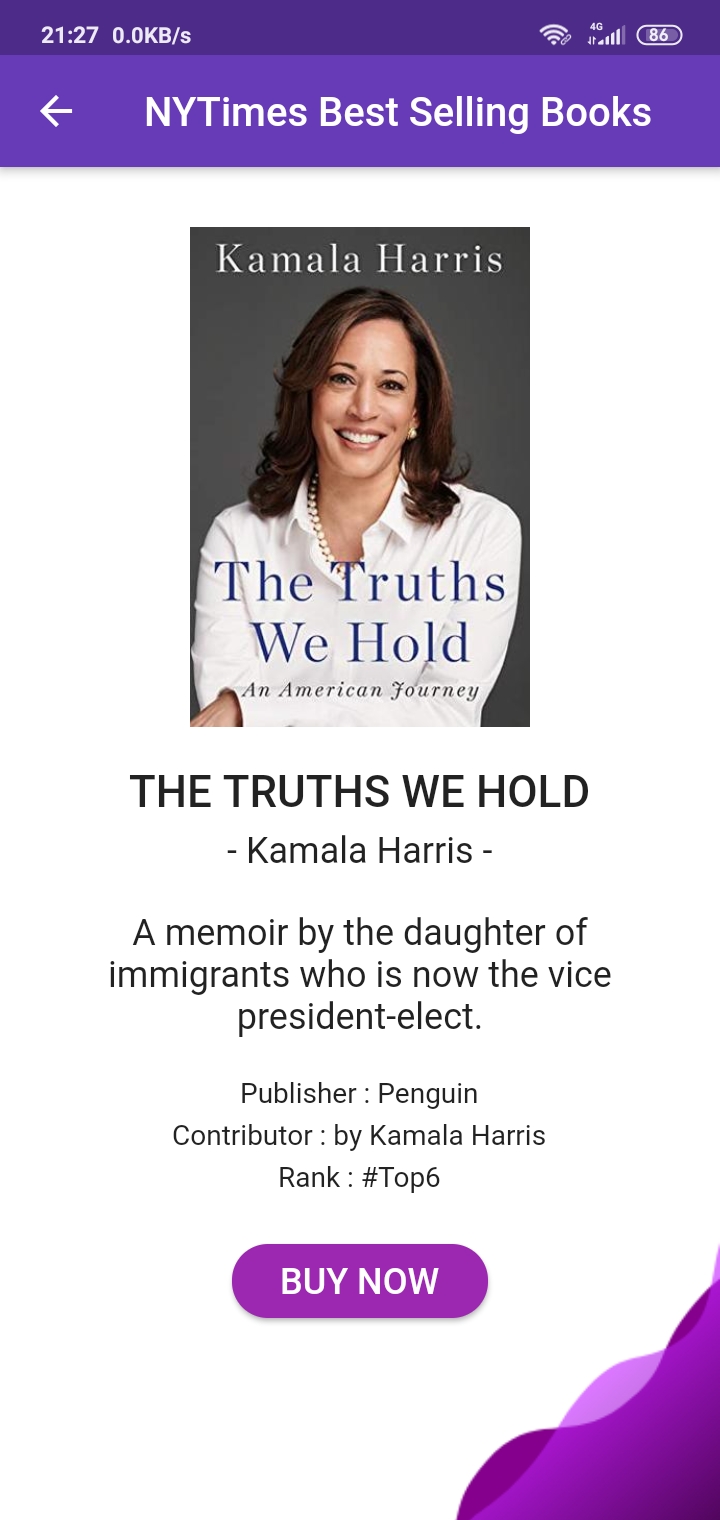 21:27 0.0KB/s 4G 86
NYTimes Best Selling Books
Kamala Harris
The Truths
We Hold
An American Journey
THE TRUTHS WE HOLD
- Kamala Harris -
A memoir by the daughter of
immigrants who is now the vice
president-elect.
Publisher : Penguin
Contributor : by Kamala Harris
Rank : #Top6
BUY NOW